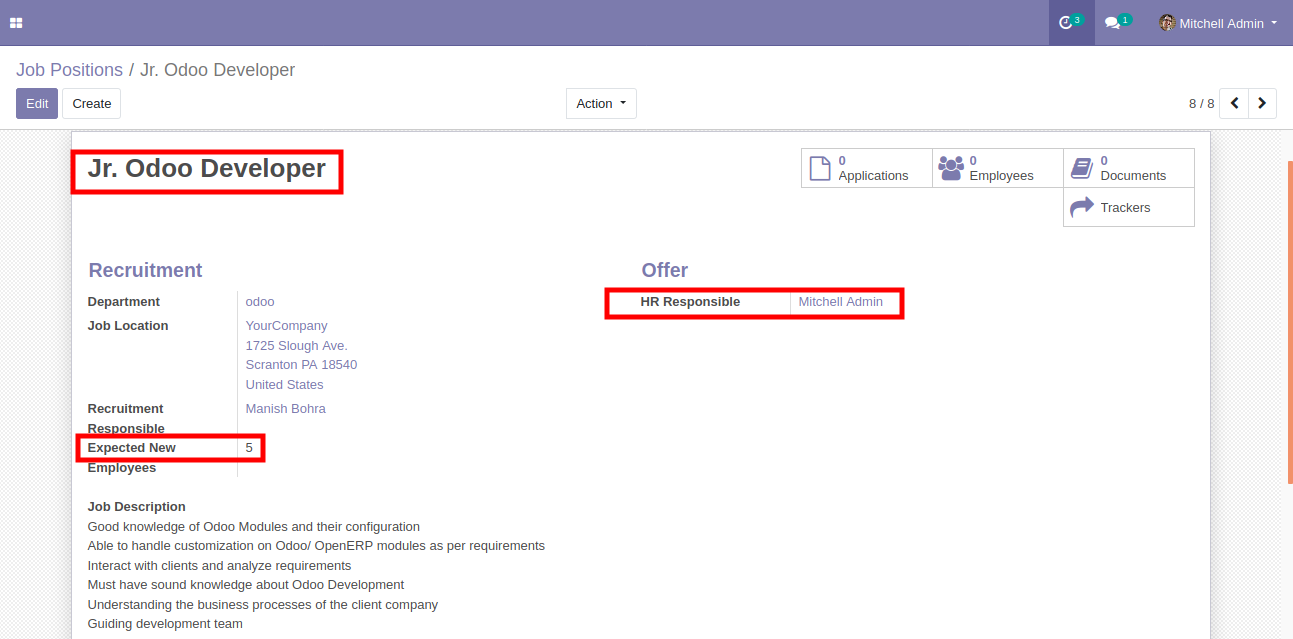 3 1 Mitchell Admin
Job Positions / Jr. Odoo Developer
Edit Create Action 8 / 8
Jr. Odoo Developer
0 Applications
0 Employees
0 Documents
Trackers
Recruitment
Department odoo
Job Location YourCompany
1725 Slough Ave.
Scranton PA 18540
United States
Recruitment Manish Bohra
Responsible
Expected New 5
Employees
Offer
HR Responsible Mitchell Admin
Job Description
Good knowledge of Odoo Modules and their configuration
Able to handle customization on Odoo/ OpenERP modules as per requirements
Interact with clients and analyze requirements
Must have sound knowledge about Odoo Development
Understanding the business processes of the client company
Guiding development team